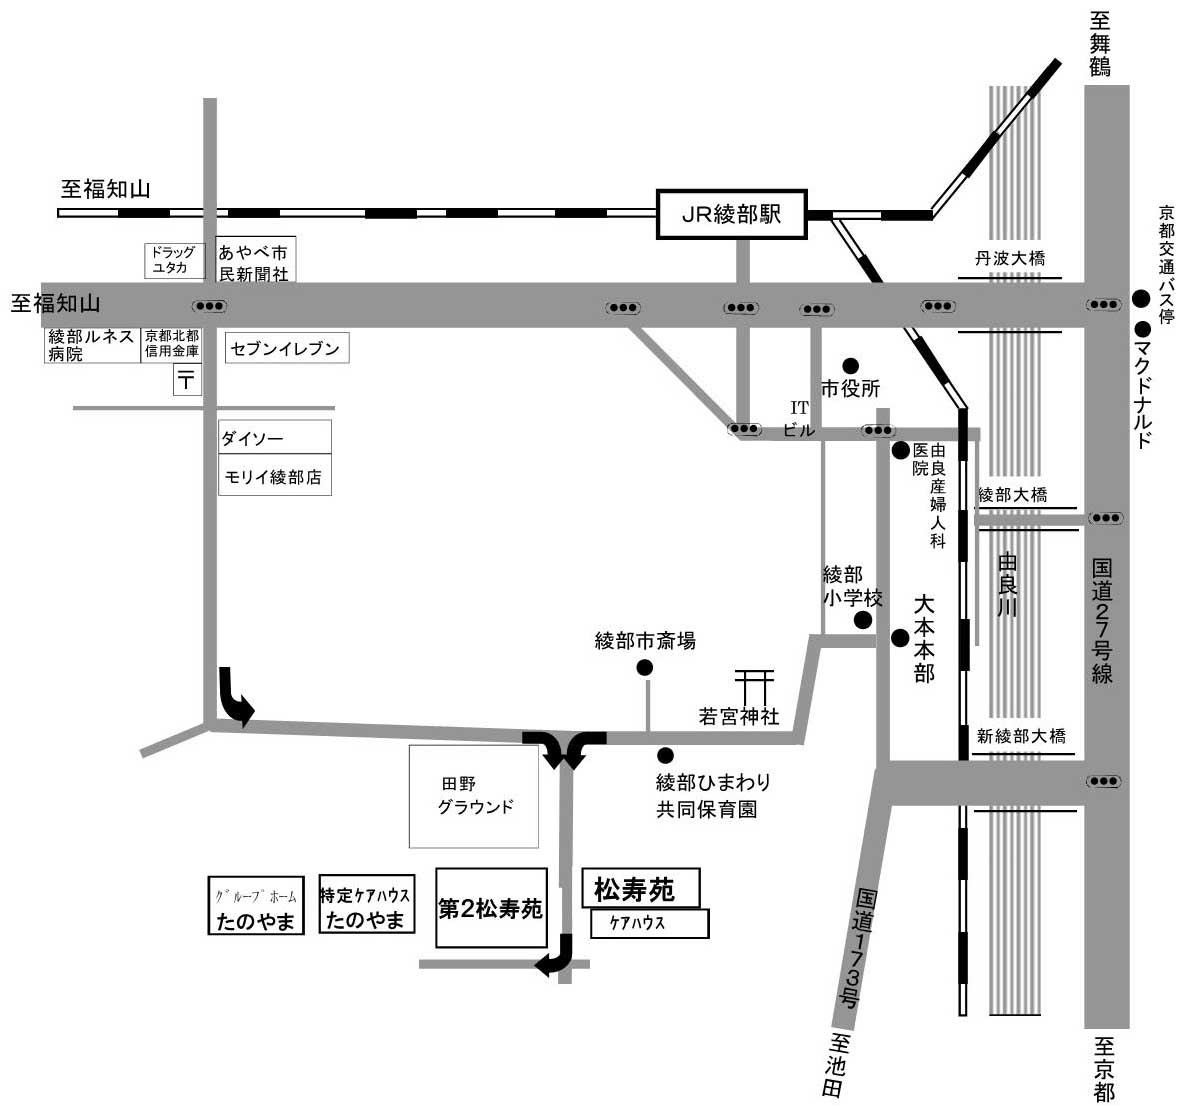 至舞鶴
至福知山
JR綾部駅
京都交通バス停
ドラッグ
ユタカ
あやべ市
民新聞社
丹波大橋
至福知山
綾部ルネス
病院
京都北都
信用金庫
セブンイレブン
マクドナルド
〒
市役所
IT
ビル
ダイソー
モリイ綾部店
由良産婦人科
医院
綾部大橋
由良川
国道27号線
綾部
小学校
大本本部
綾部市斎場
若宮神社
新綾部大橋
綾部ひまわり
共同保育園
田野
グラウンド
グループホーム
たのやま
特定ケアハウス
たのやま
第2松寿苑
松寿苑
ケアハウス
国道173号
至池田
至京都